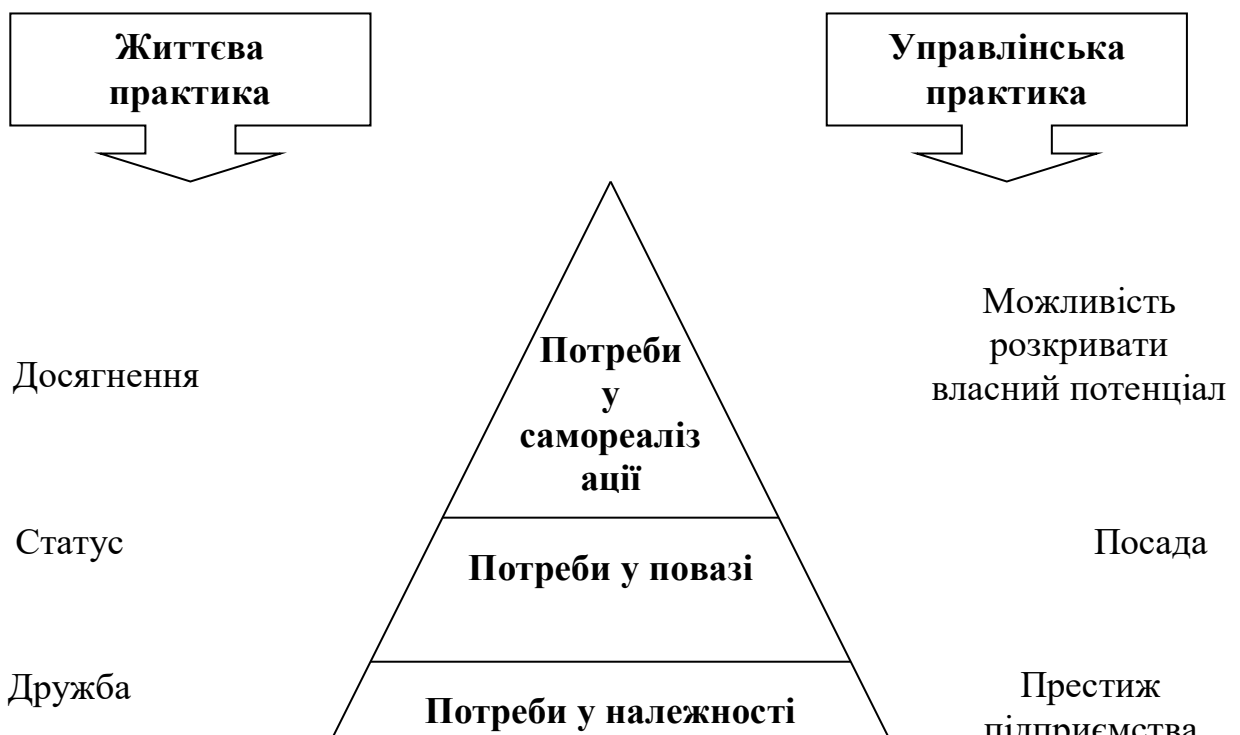 Життєва
практика
Управлінська
практика
Можливість
розкривати
власний потенціал
Досягнення
Потреби
у
самореаліз
ації
Статус
Потреби у повазі
Посада
Дружба
Потреби у належності
Престиж
підприємства